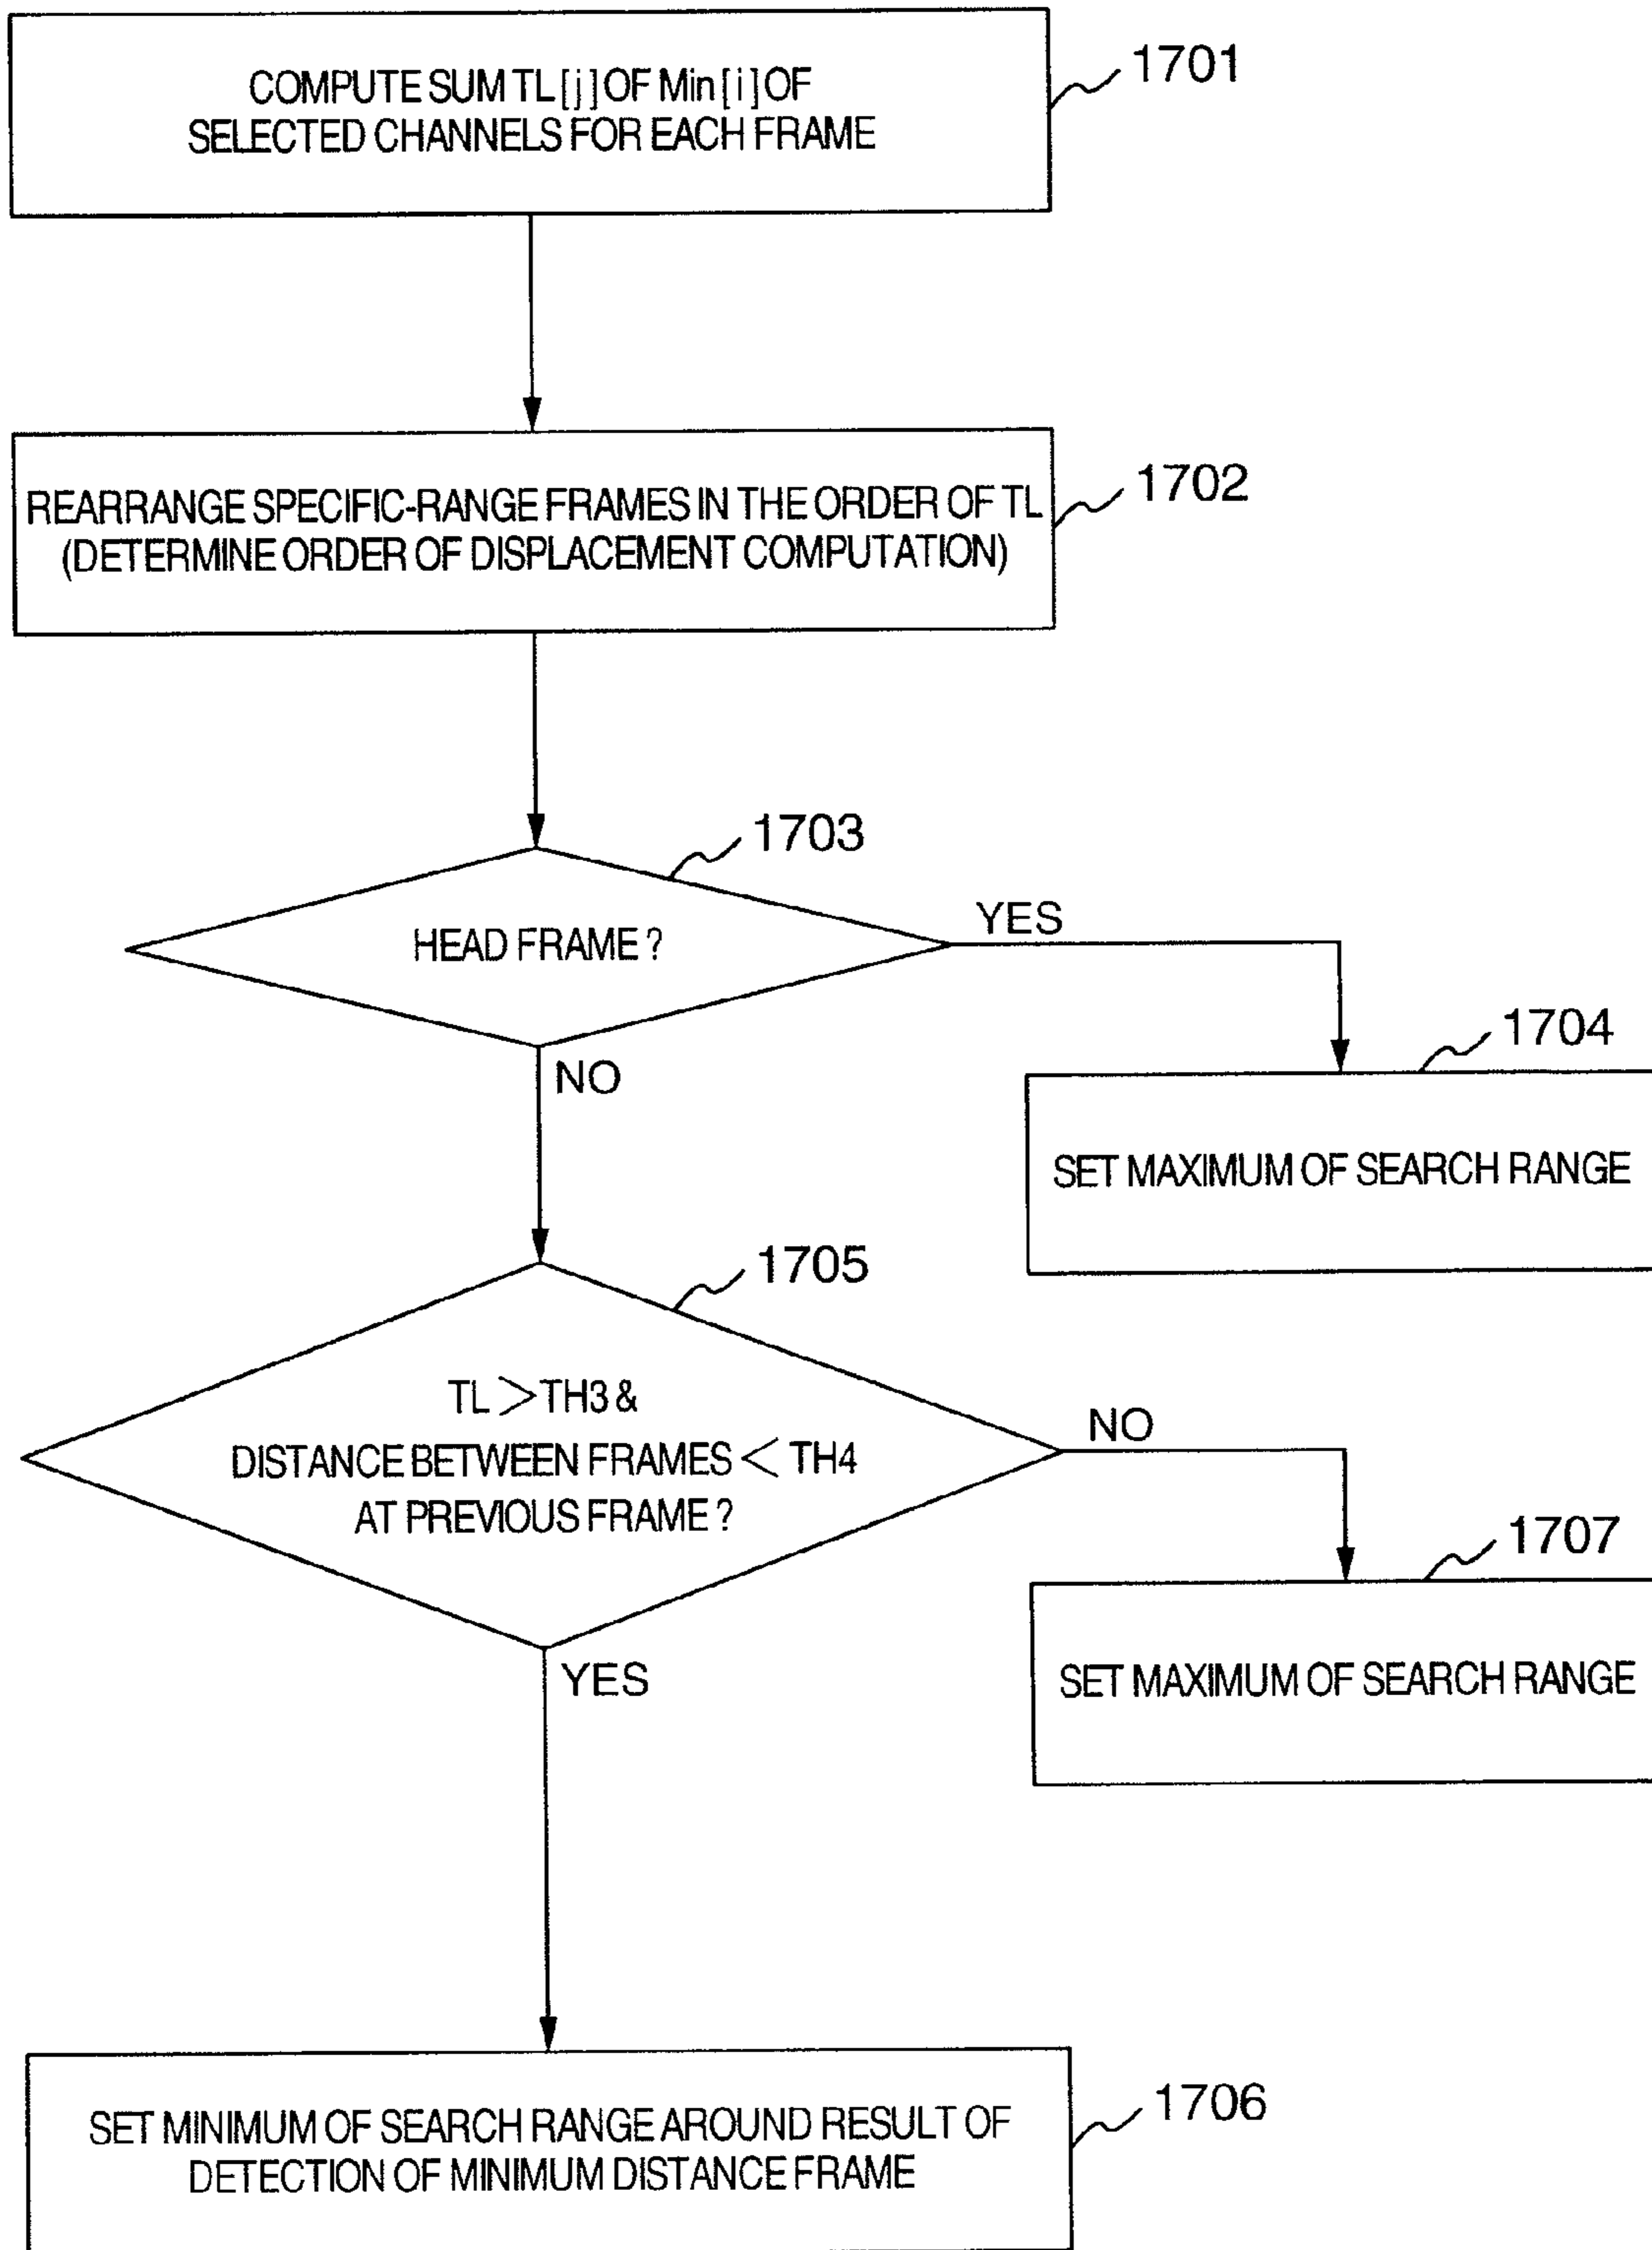 COMPUTE SUM TL[j] OF Min[i] OF
SELECTED CHANNELS FOR EACH FRAME
1701
REARRANGE SPECIFIC-RANGE FRAMES IN THE ORDER OF TL
(DETERMINE ORDER OF DISPLACEMENT COMPUTATION)
1702
1703
HEAD FRAME?
YES
NO
1704
SET MAXIMUM OF SEARCH RANGE
1705
TL > TH3 &
DISTANCE BETWEEN FRAMES < TH4
AT PREVIOUS FRAME?
NO
YES
1707
SET MAXIMUM OF SEARCH RANGE
1706
SET MINIMUM OF SEARCH RANGE AROUND RESULT OF
DETECTION OF MINIMUM DISTANCE FRAME